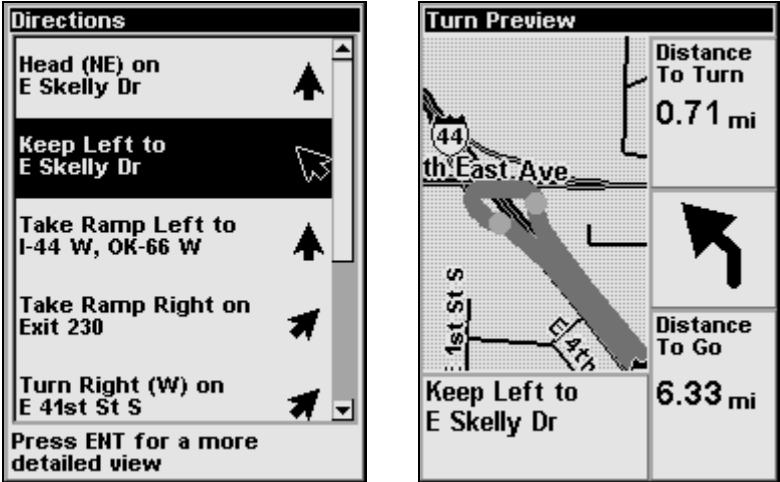 Directions
Head (NE) on
E Skelly Dr
Keep Left to
E Skelly Dr
Take Ramp Left to
I-44 W, OK-66 W
Take Ramp Right on
Exit 230
Turn Right (W) on
E 41st St S
Press ENT for a more
detailed view
Turn Preview
44
th East Ave
1st St S
E 4th
Keep Left to
E Skelly Dr
Distance
To Turn
0.71 mi
Distance
To Go
6.33 mi